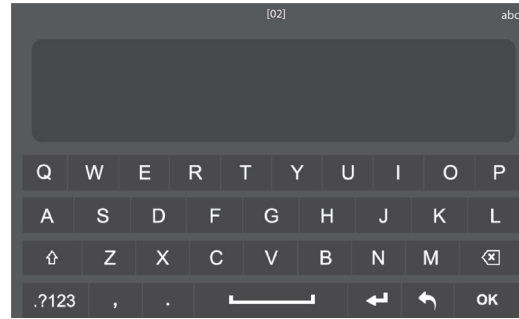 [02] abc
Q W E R T Y U I O P
A S D F G H J K L
Z X C V B N M
.?123 , . OK